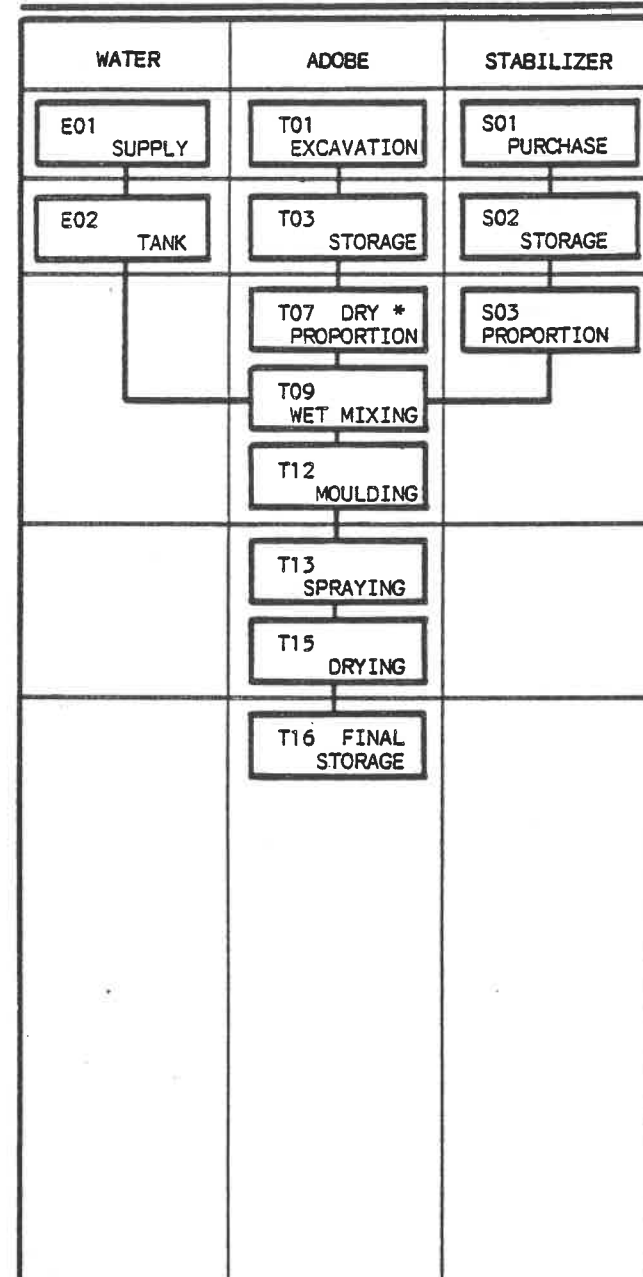 WATER
ADOBE
STABILIZER
E01
SUPPLY
T01
EXCAVATION
S01
PURCHASE
E02
TANK
T03
STORAGE
S02
STORAGE
T07 DRY *
PROPORTION
S03
PROPORTION
T09
WET MIXING
T12
MOULDING
T13
SPRAYING
T15
DRYING
T16 FINAL
STORAGE